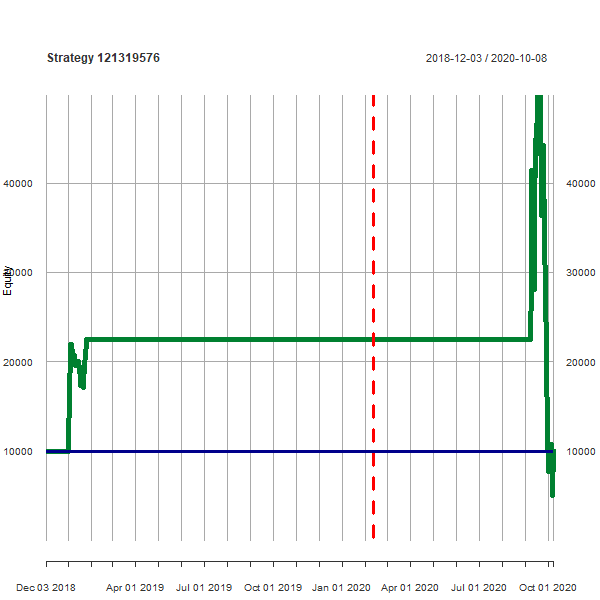 Strategy 121319576
2018-12-03 / 2020-10-08
40000 40000
30000 30000
Equity
20000 20000
10000 10000
Dec 03 2018 Apr 01 2019 Jul 01 2019 Oct 01 2019 Jan 01 2020 Apr 01 2020 Jul 01 2020 Oct 01 2020